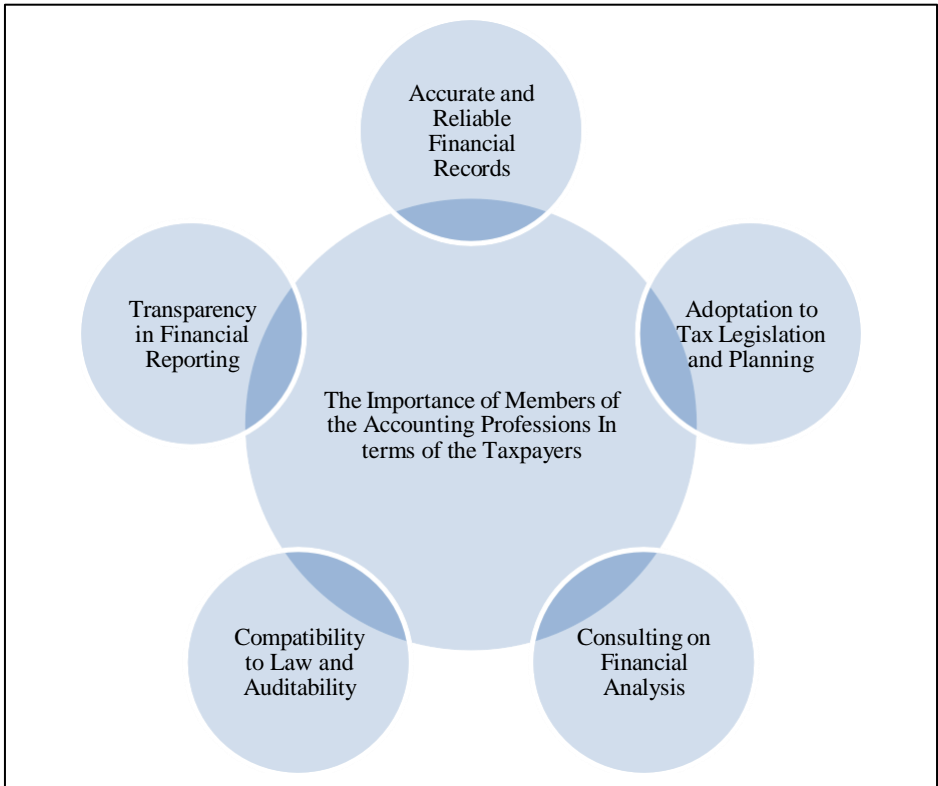 Accurate and
Reliable
Financial
Records
Transparency
in Financial
Reporting
Adoptation to
Tax Legislation
and Planning
The Importance of Members of
the Accounting Professions In
terms of the Taxpayers
Compatibility
to Law and
Auditability
Consulting on
Financial
Analysis